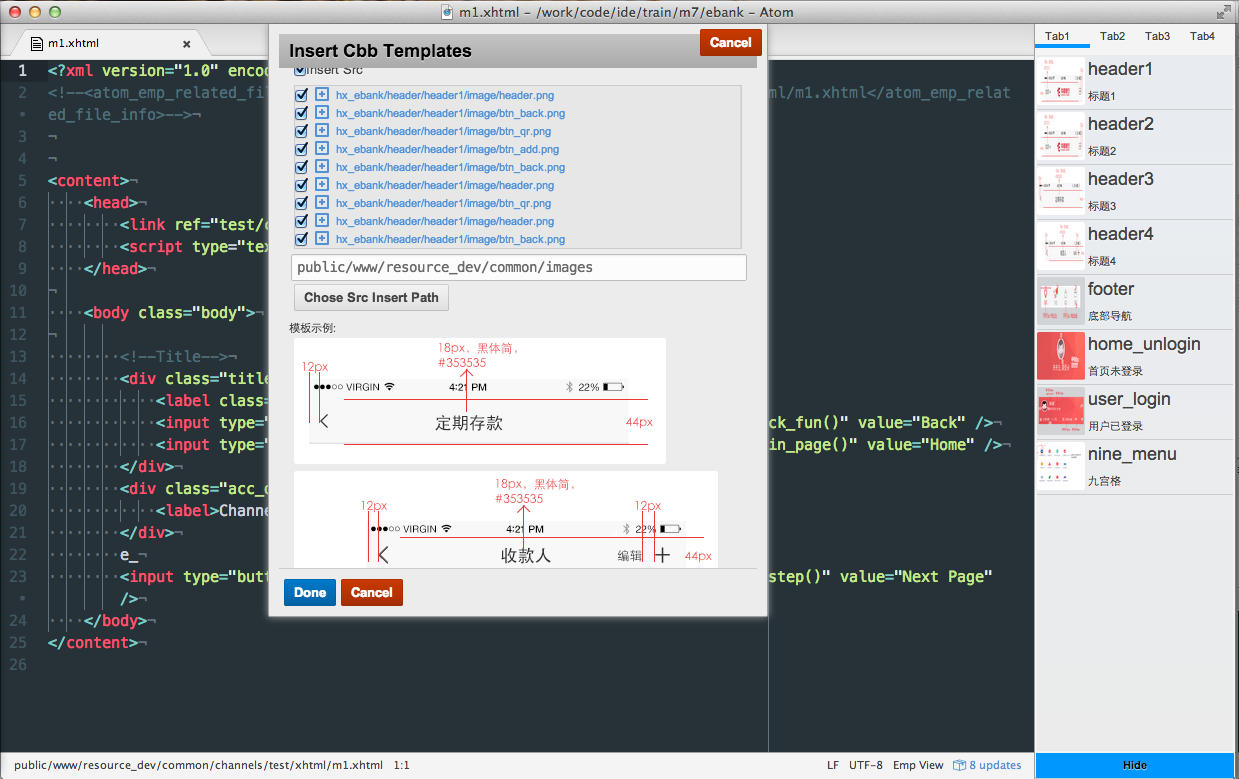 m1.xhtml - /work/code/ide/train/m7/ebank - Atom
m1.xhtml
Insert Cbb Templates
Cancel
Insert Src
hx_ebank/header/header1/image/header.png
hx_ebank/header/header1/image/btn_back.png
hx_ebank/header/header1/image/btn_qr.png
hx_ebank/header/header1/image/btn_add.png
hx_ebank/header/header1/image/btn_back.png
hx_ebank/header/header1/image/header.png
hx_ebank/header/header1/image/btn_qr.png
hx_ebank/header/header1/image/header.png
hx_ebank/header/header1/image/btn_back.png
public/www/resource_dev/common/images
Chose Src Insert Path
模板示例:
18px，黑体简，
#353535
12px
VIRGIN 4:21 PM 22%
定期存款
44px
18px，黑体简，
#353535
12px 12px
VIRGIN 4:21 PM 22%
收款人 编辑
44px
Done Cancel
1 <?xml version="1.0" enco
2 <!--<atom_emp_related_fi ml/m1.xhtml</atom_emp_relat
ed_file_info>-->¬
3 ¬
4 ¬
5 <content>¬
6 <head>¬
7 <link ref="test/
8 <script type="te
9 </head>¬
10 ¬
11 <body class="body">¬
12 ¬
13 <!--Title-->¬
14 <div class="title
15 <label class=
16 <input type=" ck_fun()" value="Back" />¬
17 <input type=" in_page()" value="Home" />¬
18 </div>¬
19 <div class="acc_
20 <label>Channe
21 </div>¬
22 e_¬
23 <input type="but step()" value="Next Page"
/>¬
24 </body>¬
25 </content>¬
26
Tab1 Tab2 Tab3 Tab4
header1
标题1
header2
标题2
header3
标题3
header4
标题4
footer
底部导航
home_unlogin
首页未登录
user_login
用户已登录
nine_menu
九宫格
Hide
public/www/resource_dev/common/channels/test/xhtml/m1.xhtml 1:1
LF UTF-8 Emp View 8 updates